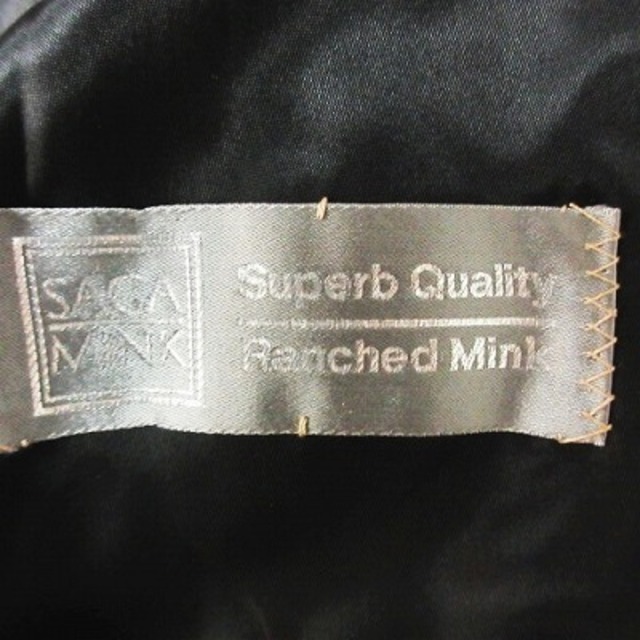 SAGA
MINK
Superb Quality
Ranched Mink